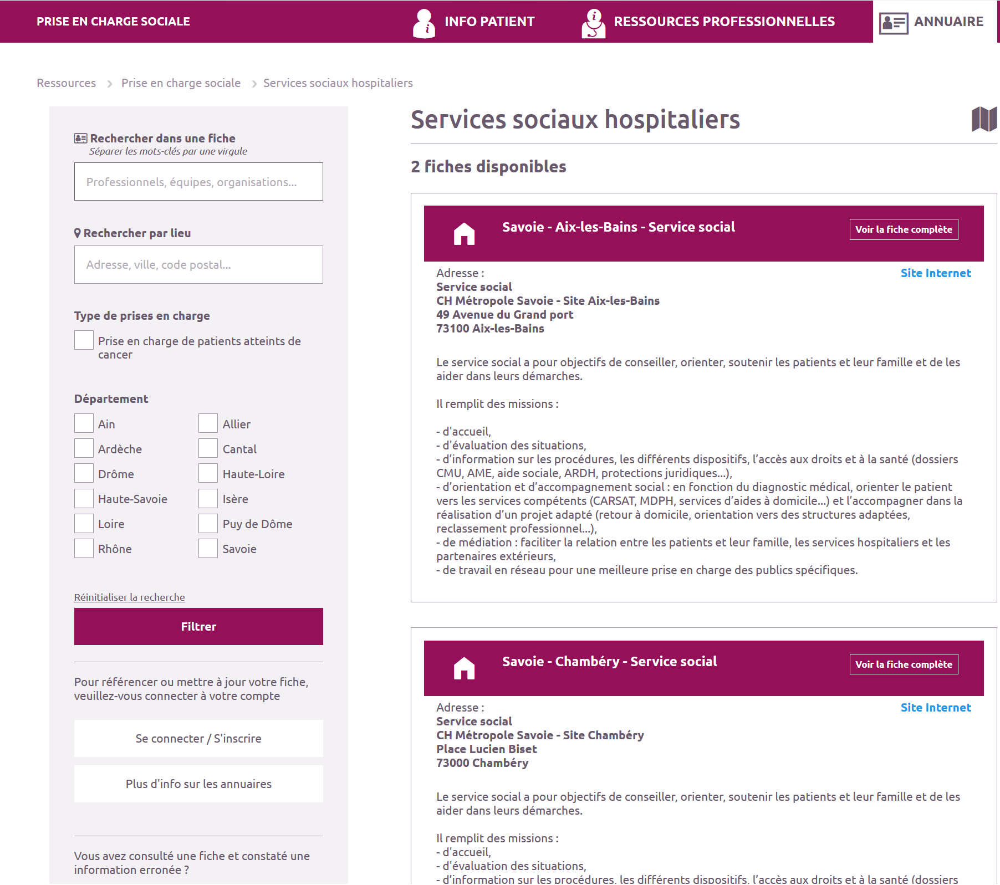 PRISE EN CHARGE SOCIALE
INFO PATIENT
RESSOURCES PROFESSIONNELLES
ANNUAIRE
Ressources
Prise en charge sociale
Services sociaux hospitaliers
Rechercher dans une fiche
Séparer les mots-clés par une virgule
Professionnels, équipes, organisations...
Rechercher par lieu
Adresse, ville, code postal...
Type de prises en charge
Prise en charge de patients atteints de
cancer
Département
Ain
Allier
Ardèche
Cantal
Drôme
Haute-Loire
Haute-Savoie
Isère
Loire
Puy de Dôme
Rhône
Savoie
Réinitialiser la recherche
Filtrer
Pour référencer ou mettre à jour votre fiche,
veuillez-vous connecter à votre compte
Se connecter / S'inscrire
Plus d'info sur les annuaires
Vous avez consulté une fiche et constaté une
information erronée ?
Services sociaux hospitaliers
2 fiches disponibles
Savoie - Aix-les-Bains - Service social
Voir la fiche complète
Adresse :
Site Internet
Service social
CH Métropole Savoie - Site Aix-les-Bains
49 Avenue du Grand port
73100 Aix-les-Bains
Le service social a pour objectifs de conseiller, orienter, soutenir les patients et leur famille et de les
aider dans leurs démarches.
Il remplit des missions :
- d'accueil,
- d'évaluation des situations,
- d’information sur les procédures, les différents dispositifs, l’accès aux droits et à la santé (dossiers
CMU, AME, aide sociale, ARDH, protections juridiques...),
- d’orientation et d’accompagnement social : en fonction du diagnostic médical, orienter le patient
vers les services compétents (CARSAT, MDPH, services d’aides à domicile...) et l’accompagner dans la
réalisation d’un projet adapté (retour à domicile, orientation vers des structures adaptées,
reclassement professionnel...),
- de médiation : faciliter la relation entre les patients et leur famille, les services hospitaliers et les
partenaires extérieurs,
- de travail en réseau pour une meilleure prise en charge des publics spécifiques.
Savoie - Chambéry - Service social
Voir la fiche complète
Adresse :
Site Internet
Service social
CH Métropole Savoie - Site Chambéry
Place Lucien Biset
73000 Chambéry
Le service social a pour objectifs de conseiller, orienter, soutenir les patients et leur famille et de les
aider dans leurs démarches.
Il remplit des missions :
- d'accueil,
- d'évaluation des situations,
- d’information sur les procédures, les différents dispositifs, l’accès aux droits et à la santé (dossiers